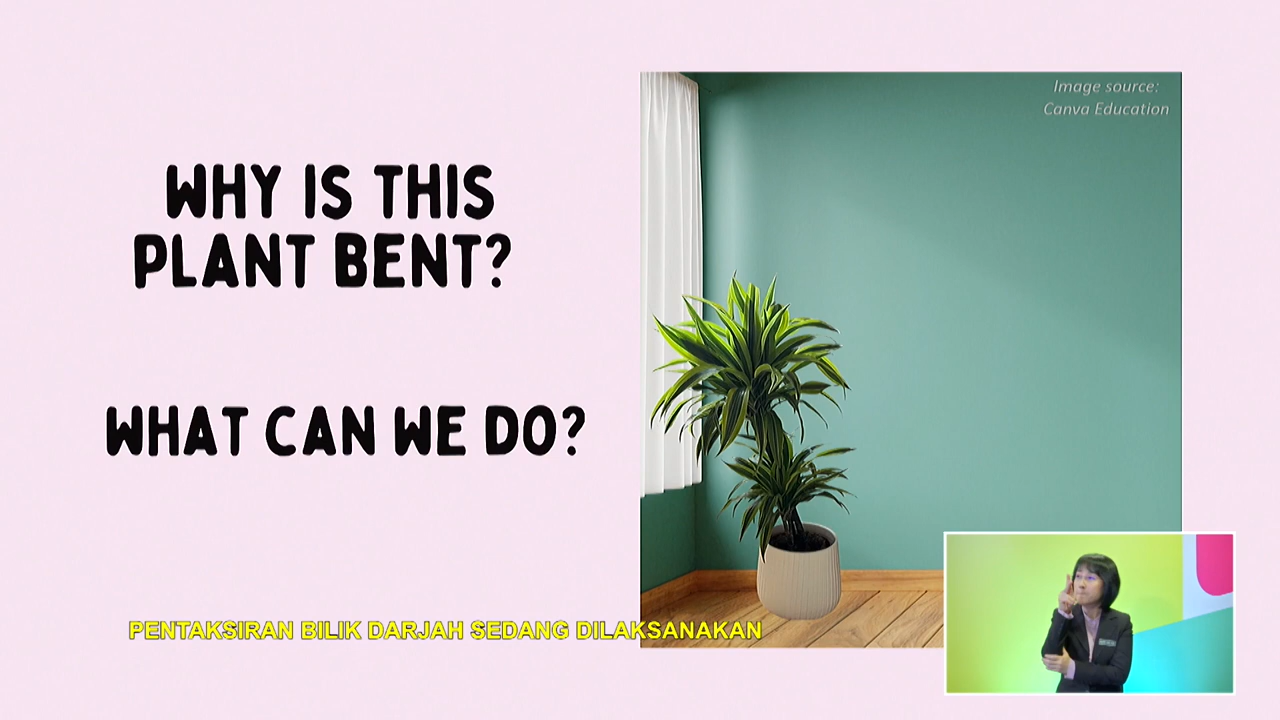 WHY IS THIS
PLANT BENT?
WHAT CAN WE DO?
Image source:
Canva Education
PENTAKSIRAN BILIK DARJAH SEDANG DILAKSANAKAN